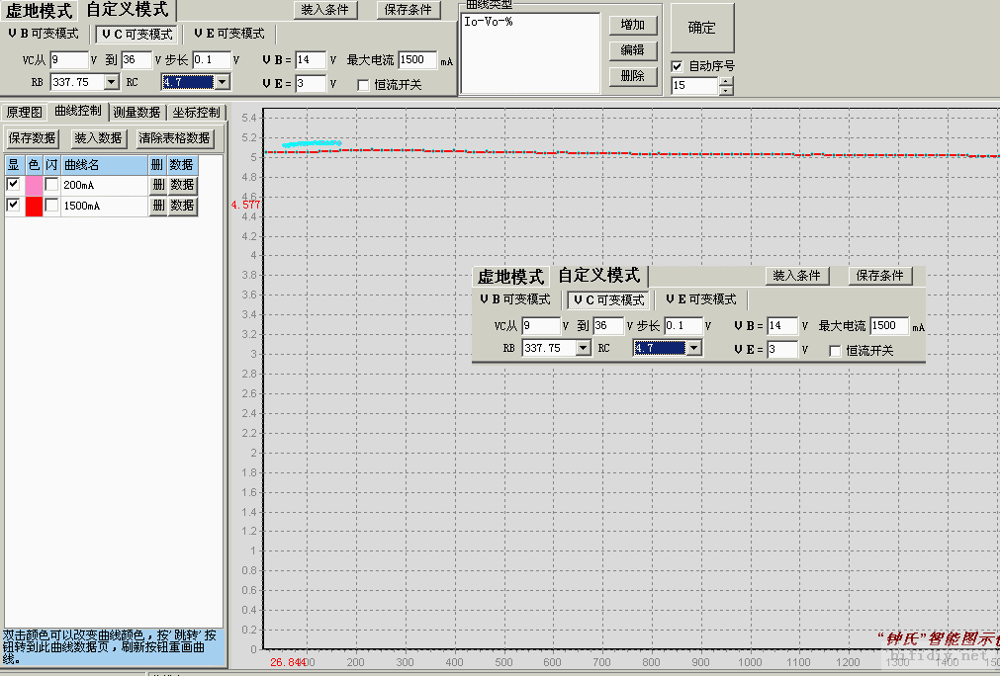 虚地模式 自定义模式 装入条件 保存条件 曲线类型
VB可变模式 VC可变模式 VE可变模式
Io-Vo-% 增加 确定
VC从 9 V 到 36 V 步长 0.1 V VB= 14 V 最大电流 1500 mA 编辑
自动序号
RB 337.75 RC 4.7 VE= 3 V 恒流开关 删除 15
原理图 曲线控制 测量数据 坐标控制
保存数据 装入数据 清除表格数据
显 色 闪 曲线名 删 数据
200mA 删 数据
1500mA 删 数据
5.4
5.2
5
4.8
4.6
4.577
4.4
4.2
4
3.8
3.6
3.4
3.2
3
2.8
2.6
2.4
2.2
2
1.8
1.6
1.4
1.2
1
0.8
0.6
0.4
0.2
0
虚地模式 自定义模式 装入条件 保存条件
VB可变模式 VC可变模式 VE可变模式
VC从 9 V 到 36 V 步长 0.1 V VB= 14 V 最大电流 1500 mA
RB 337.75 RC 4.7 VE= 3 V 恒流开关
双击颜色可以改变曲线颜色，按'跳转'按
钮转到此曲线数据页，刷新按钮重画曲
线。
“钟氏”智能图示
hifidiy.net
26.84 200 300 400 500 600 700 800 900 1000 1100 1200 1300 1400